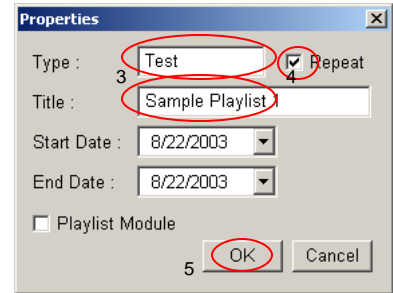 Properties
Type : Test Repeat
3 4
Title : Sample Playlist 1
Start Date : 8/22/2003
End Date : 8/22/2003
Playlist Module
5 OK Cancel